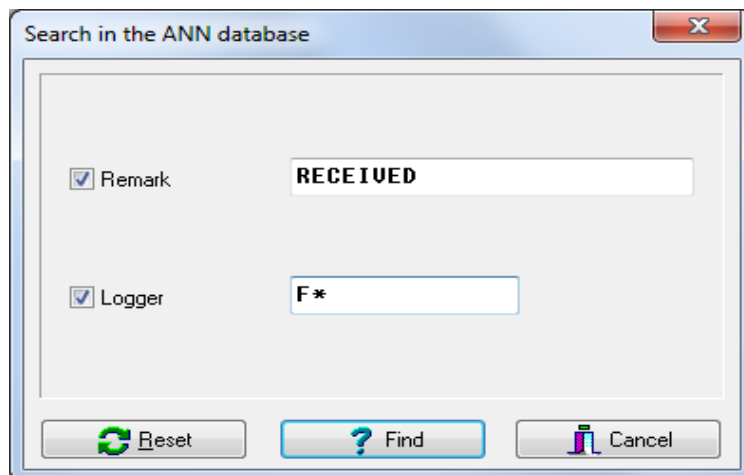 Search in the ANN database
Remark RECEIVED
Logger F*
Reset Find Cancel